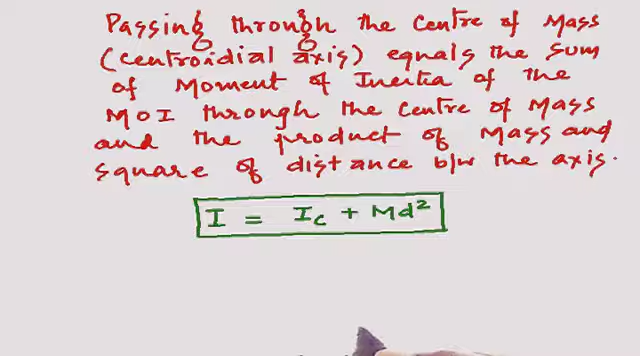 Passing through the Centre of Mass
(centroidial axis) equals the sum
of Moment of Inertia of the
MOI through the centre of Mass
and the product of Mass and
square of distance b/w the axis.
I = Ic + Md²